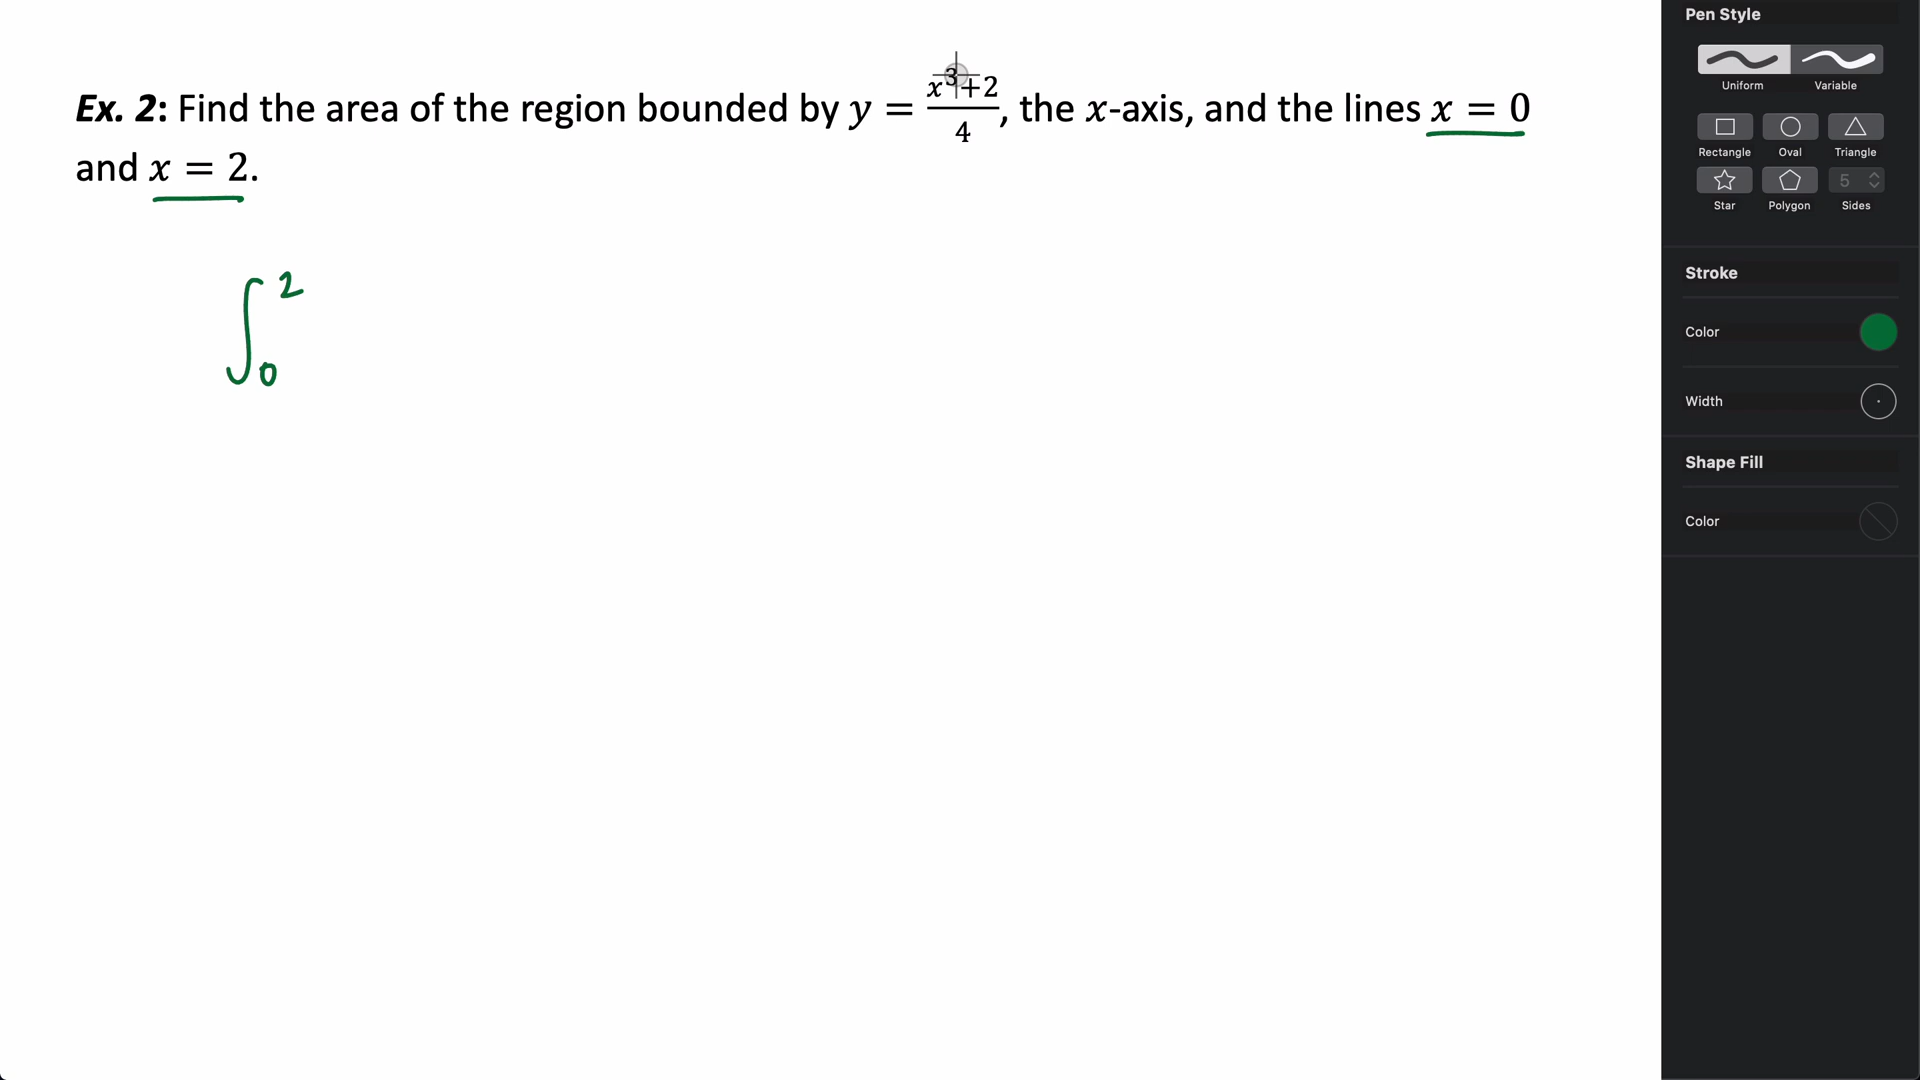 Ex. 2: Find the area of the region bounded by y = x³+2/4, the x-axis, and the lines x = 0
and x = 2.
∫₀²
Pen Style
Uniform Variable
Rectangle Oval Triangle
5
Star Polygon Sides
Stroke
Color
Width
Shape Fill
Color